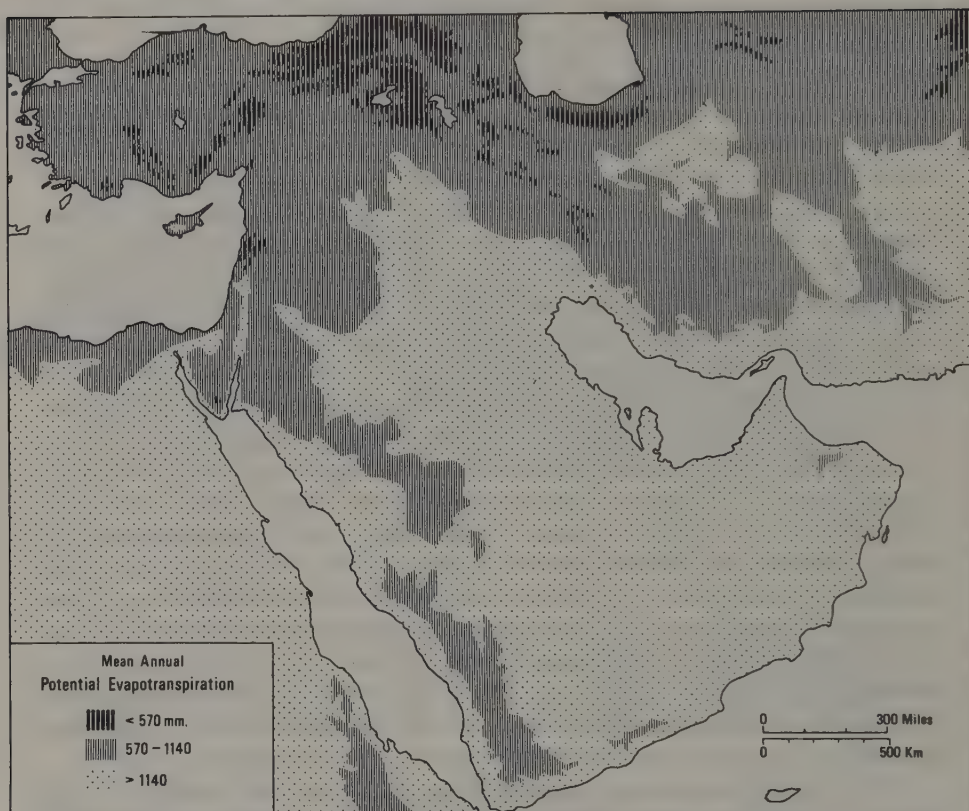 Mean Annual
Potential Evapotranspiration
< 570 mm.
570 – 1140
> 1140
0 300 Miles
0 500 Km